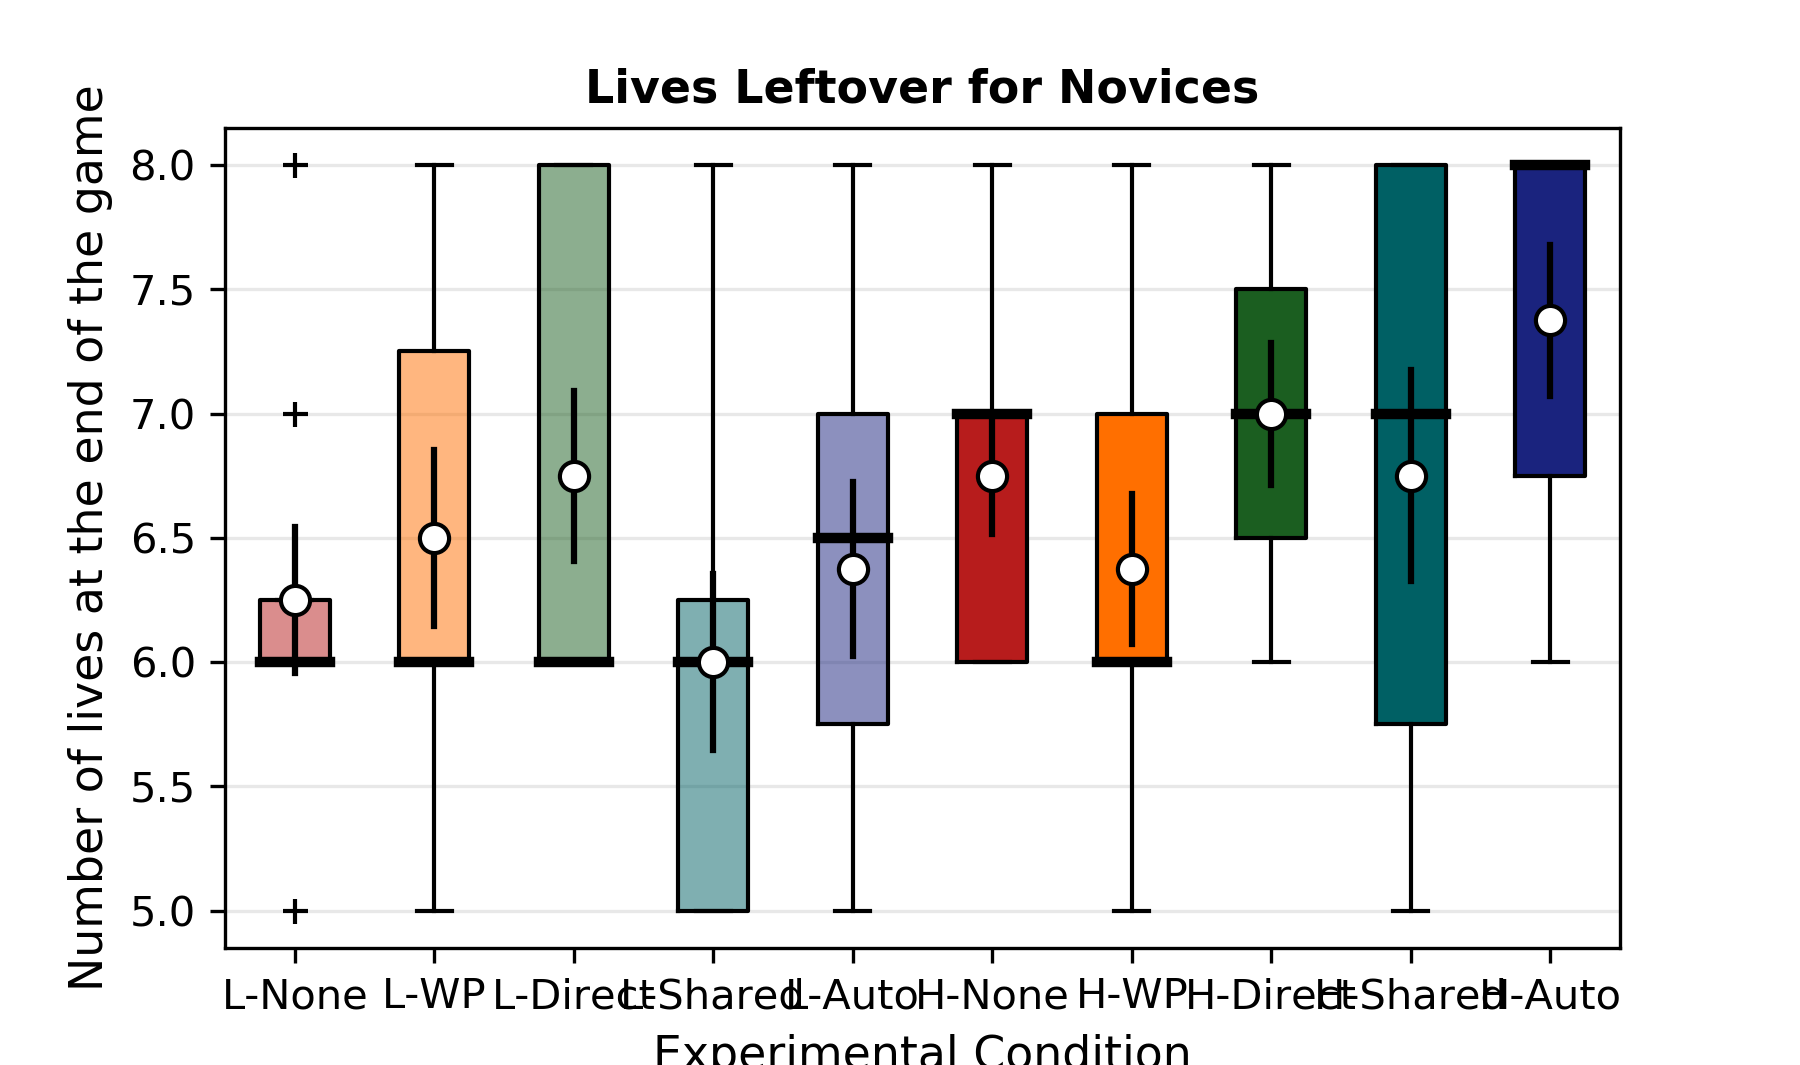 Lives Leftover for Novices
Number of lives at the end of the game
8.0
7.5
7.0
6.5
6.0
5.5
5.0
L-None L-WP L-Direct L-Shared L-Auto H-None H-WP H-Direct H-Shared H-Auto
Experimental Condition